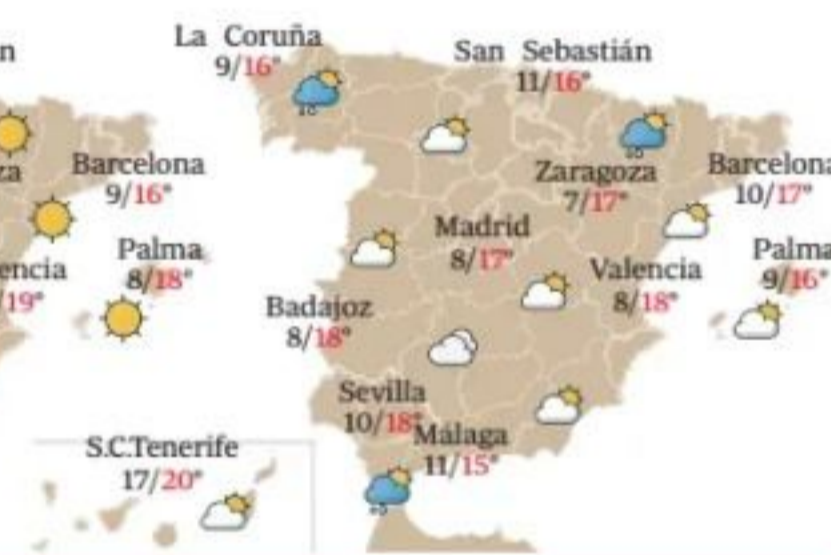 n
za
Barcelona
9/16°
Palma
8/18°
encia
/19°
S.C.Tenerife
17/20°
La Coruña
9/16°
San Sebastián
11/16°
Zaragoza
7/17°
Barcelona
10/17°
Madrid
8/17°
Valencia
8/18°
Palma
9/16°
Badajoz
8/18°
Sevilla
10/18°
Málaga
11/15°